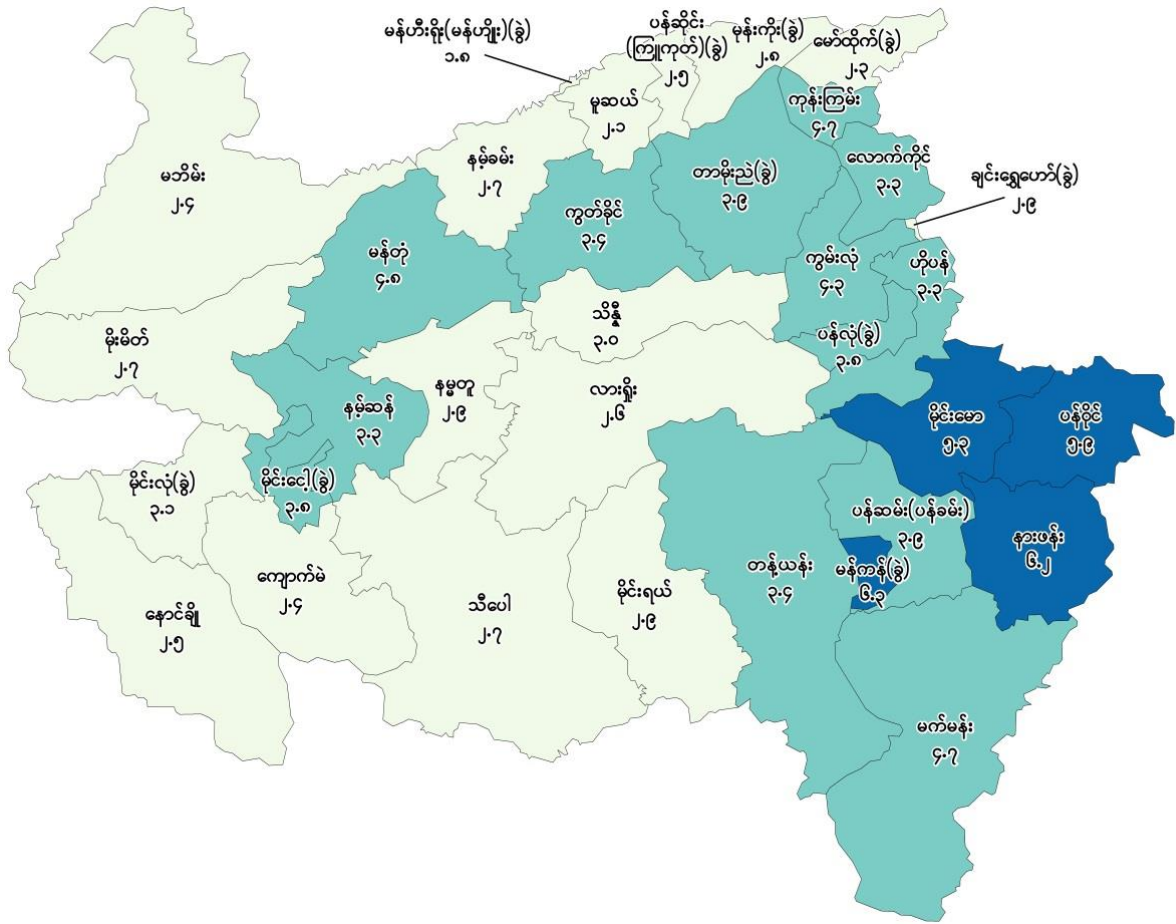 မန်ဟီးရိုး(မန်ဟျိုး)(ခွဲ)
၁.၈
ပန်ဆိုင်း
(ကြူကုတ်)(ခွဲ)
၂.၅
မုန်းကိုး(ခွဲ)
၂.၈
မော်ထိုက်(ခွဲ)
၂.၃
မူဆယ်
၂.၁
ကုန်းကြမ်း
၄.၇
နမ့်ခမ်း
၂.၇
လောက်ကိုင်
၃.၃
မဘိမ်း
၂.၄
တာမိုးညဲ(ခွဲ)
၃.၉
ချင်းရွှေဟော်(ခွဲ)
၂.၉
ကွတ်ခိုင်
၃.၄
မန်တုံ
၄.၈
ကွမ်းလုံ
၄.၃
ဟိုပန်
၃.၃
သိန္နီ
၃.၀
မိုးမိတ်
၂.၇
ပန်လုံ(ခွဲ)
၃.၈
နမ္မတူ
၂.၉
လားရှိုး
၂.၆
နမ့်ဆန်
၃.၃
မိုင်းမော
၅.၃
ပန်ဝိုင်
၅.၉
မိုင်းလုံ(ခွဲ)
၃.၁
မိုင်းငေါ့(ခွဲ)
၃.၈
ပန်ဆမ်း(ပန်ခမ်း)
၃.၉
နားဖန်း
၆.၂
ကျောက်မဲ
၂.၄
တန့်ယန်း
၃.၄
မန်ကန်(ခွဲ)
၆.၃
မိုင်းရယ်
၂.၉
နောင်ချို
၂.၅
သီပေါ
၂.၇
မက်မန်း
၄.၇